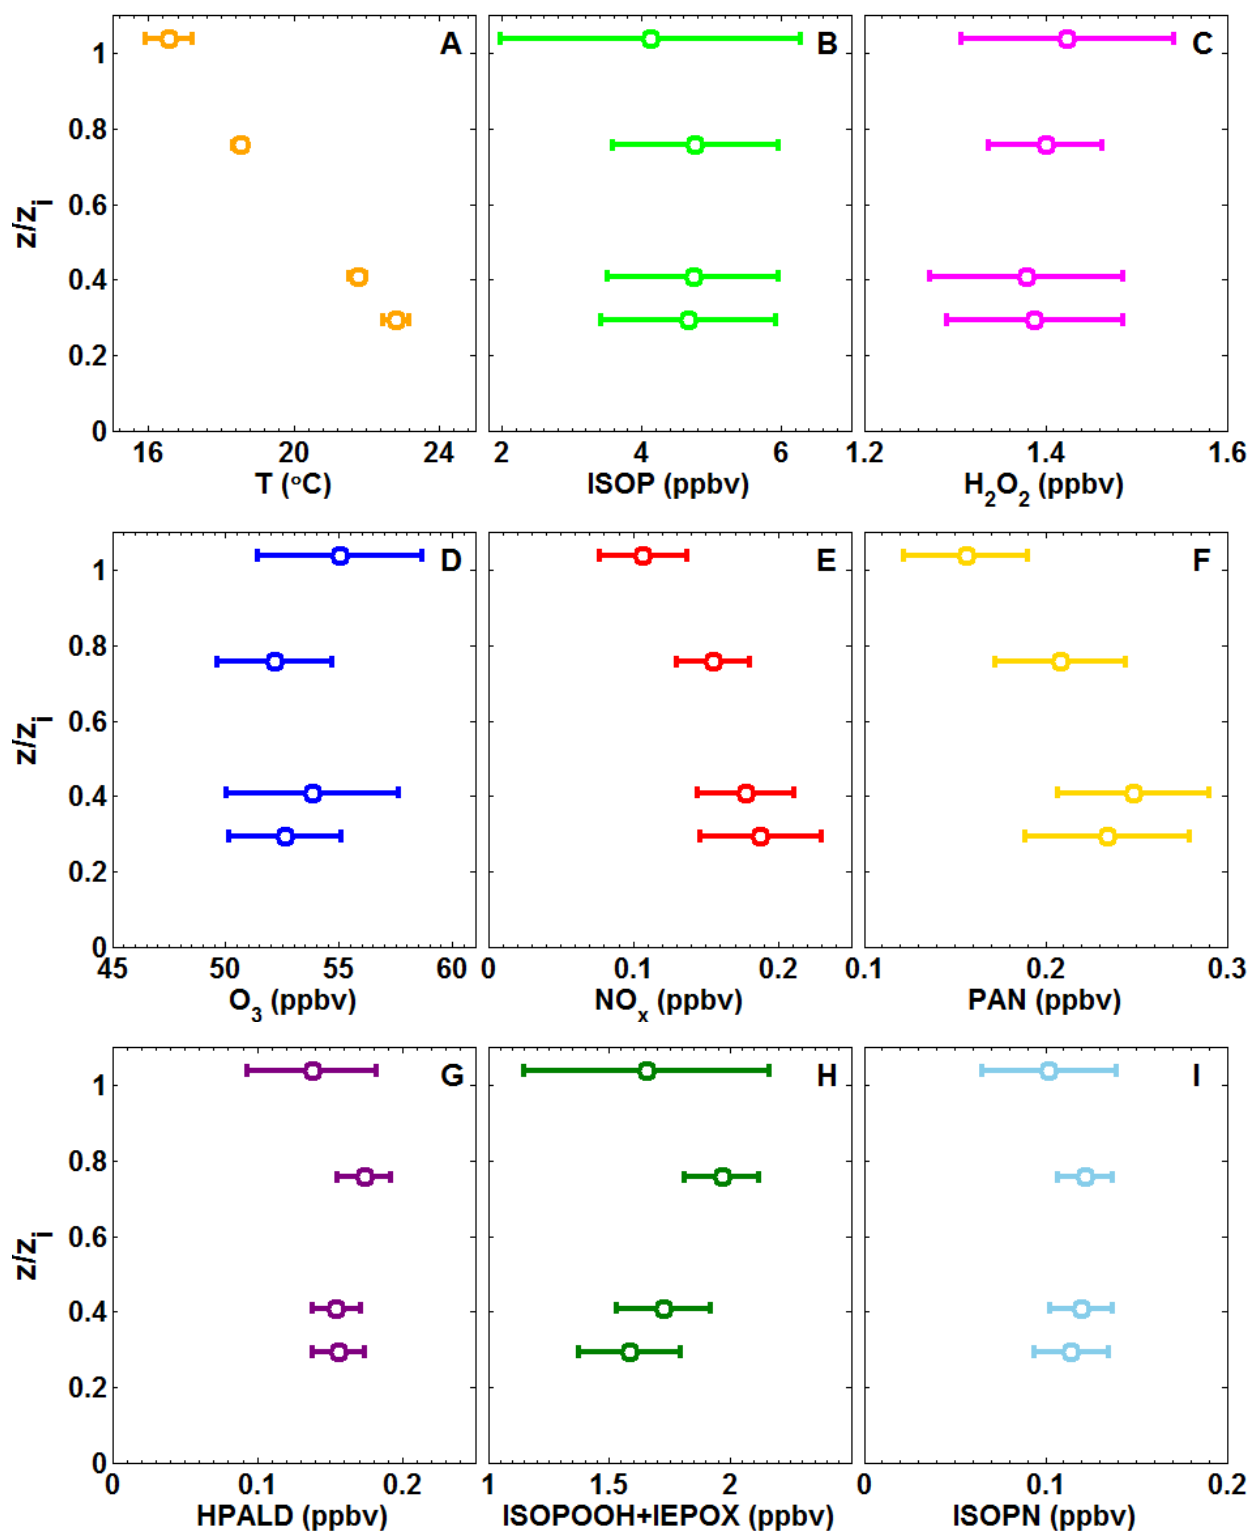 A B C
1
0.8
0.6
0.4
0.2
0
z/z_i
16 20 24 2 4 6 1.2 1.4 1.6
T (°C) ISOP (ppbv) H₂O₂ (ppbv)
D E F
1
0.8
0.6
0.4
0.2
0
z/z_i
45 50 55 60 0 0.1 0.2 0.1 0.2 0.3
O₃ (ppbv) NOₓ (ppbv) PAN (ppbv)
G H I
1
0.8
0.6
0.4
0.2
0
z/z_i
0 0.1 0.2 1 1.5 2 0 0.1 0.2
HPALD (ppbv) ISOPOOH+IEPOX (ppbv) ISOPN (ppbv)